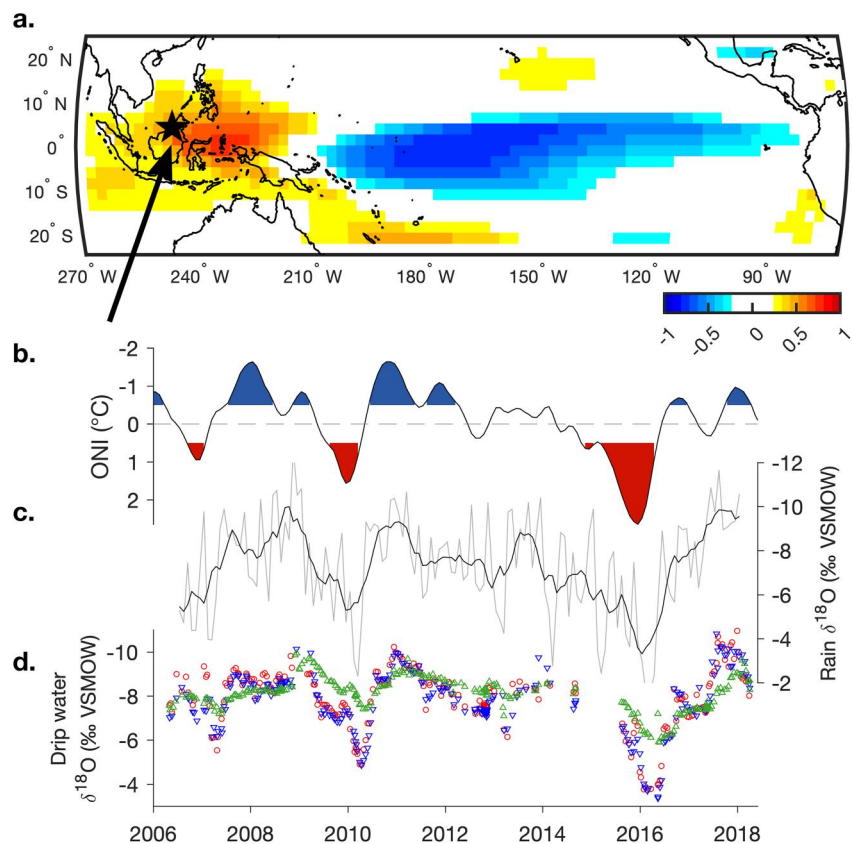 a.
20° N
10° N
0°
10° S
20° S
270° W 240° W 210° W 180° W 150° W 120° W 90° W
-1 -0.5 0 0.5 1
b.
-2
-1
0
1
2
ONI (°C)
c.
-12
-10
-8
-6
-4
-2
Rain δ18O (‰ VSMOW)
d.
-10
-8
-6
-4
Drip water
δ18O (‰ VSMOW)
2006 2008 2010 2012 2014 2016 2018